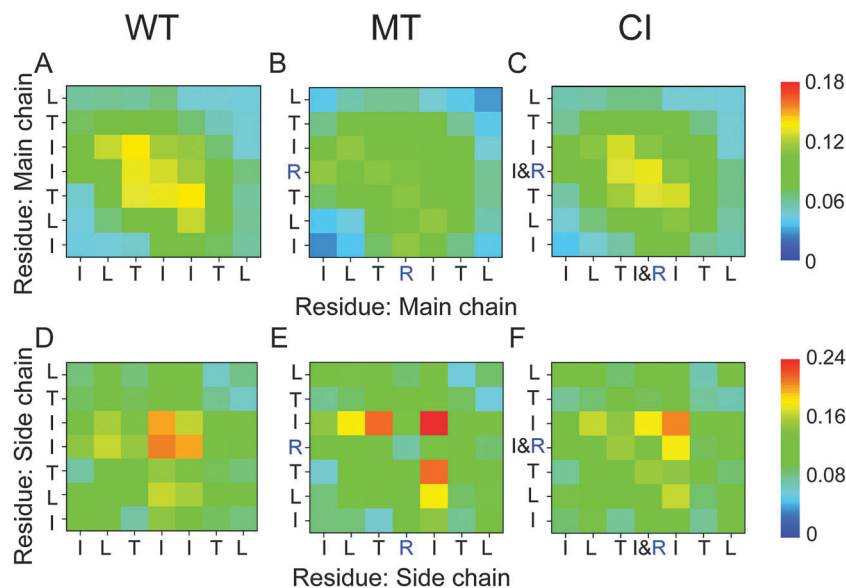 WT MT CI
A B C
Residue: Main chain
L
T
I
I
T
L
I
I L T I I T L
L
T
I
R
T
L
I
I L T R I T L
L
T
I
I&R
T
L
I
I L T I&R I T L
0.18
0.12
0.06
0
Residue: Main chain
D E F
Residue: Side chain
L
T
I
I
T
L
I
I L T I I T L
L
T
I
R
T
L
I
I L T R I T L
L
T
I
I&R
T
L
I
I L T I&R I T L
0.24
0.16
0.08
0
Residue: Side chain